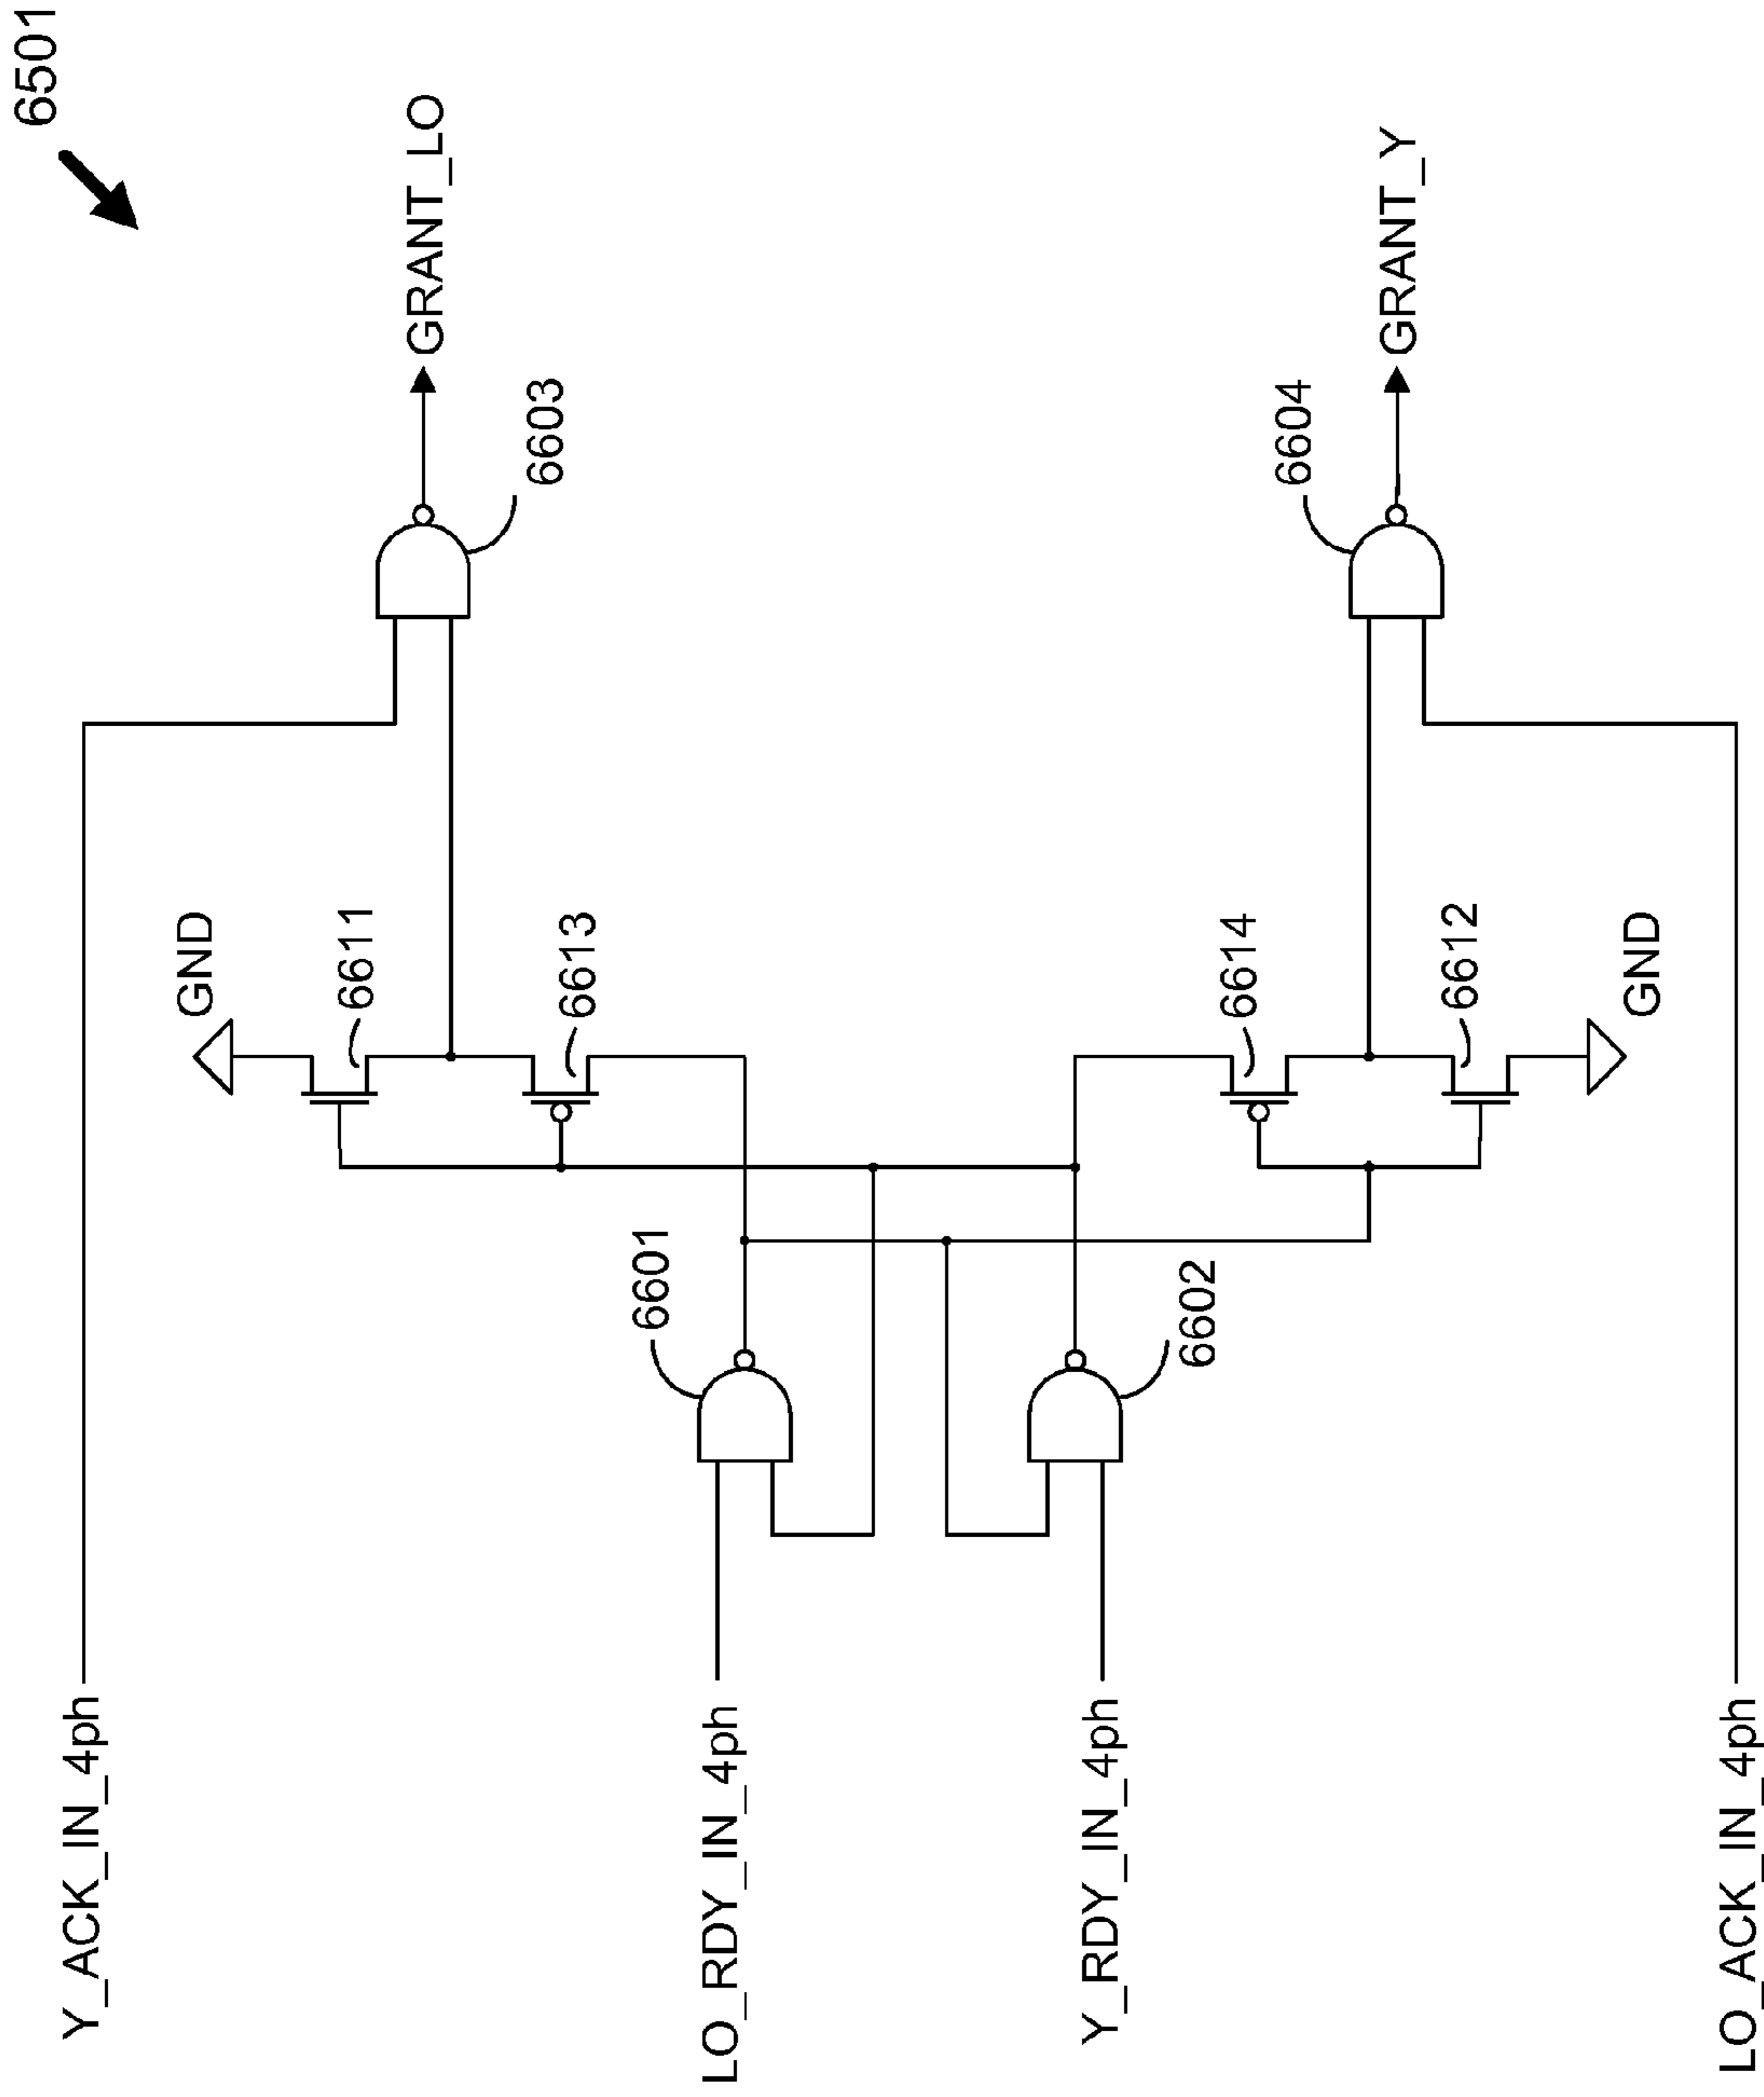 6501
Y_ACK_IN_4ph
GND
6611
GRANT_LO
6603
6613
LO_RDY_IN_4ph
6601
Y_RDY_IN_4ph
6602
6614
6604
GRANT_Y
6612
GND
LO_ACK_IN_4ph